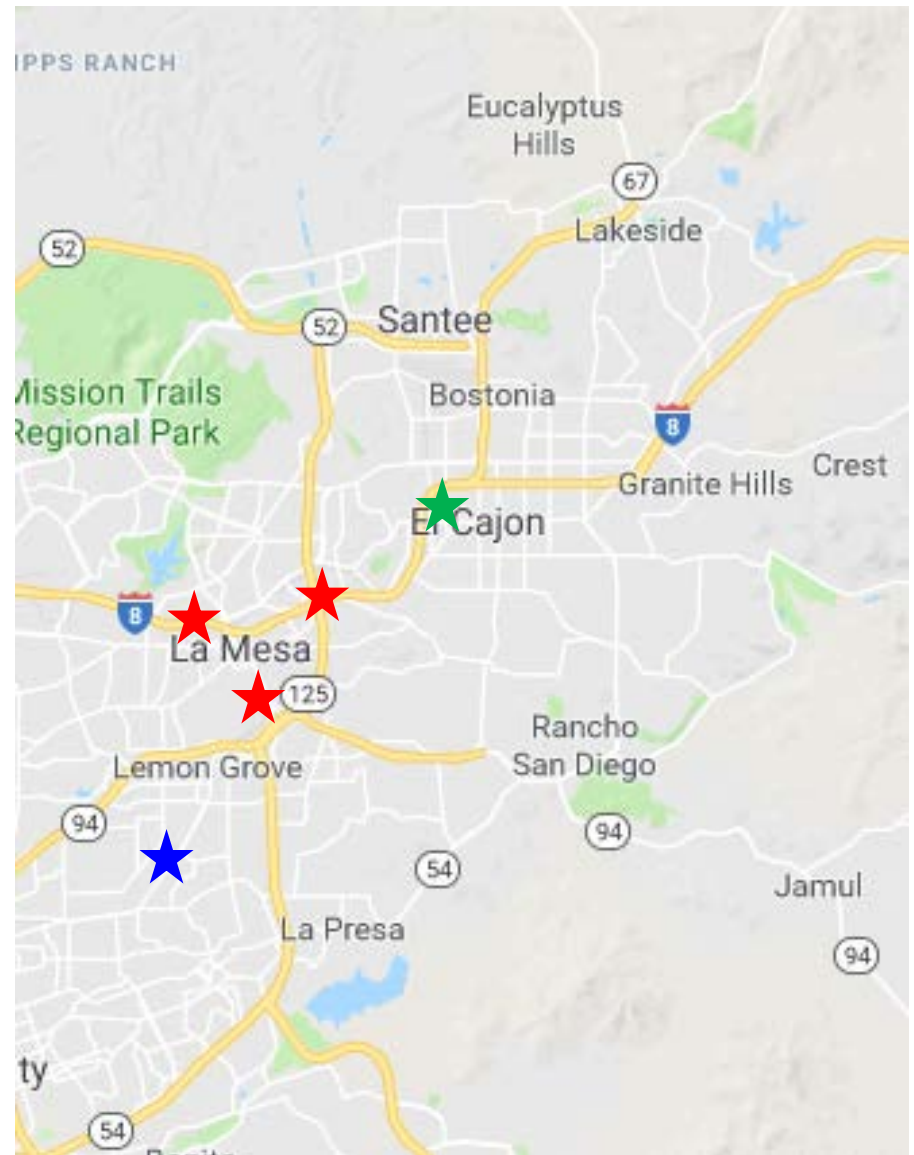 IPPS RANCH
Eucalyptus
Hills
67
52
Lakeside
52
Santee
Mission Trails
Regional Park
Bostonia
8
Crest
Granite Hills
El Cajon
8
La Mesa
125
Rancho
San Diego
Lemon Grove
94
94
54
Jamul
La Presa
94
ty
54